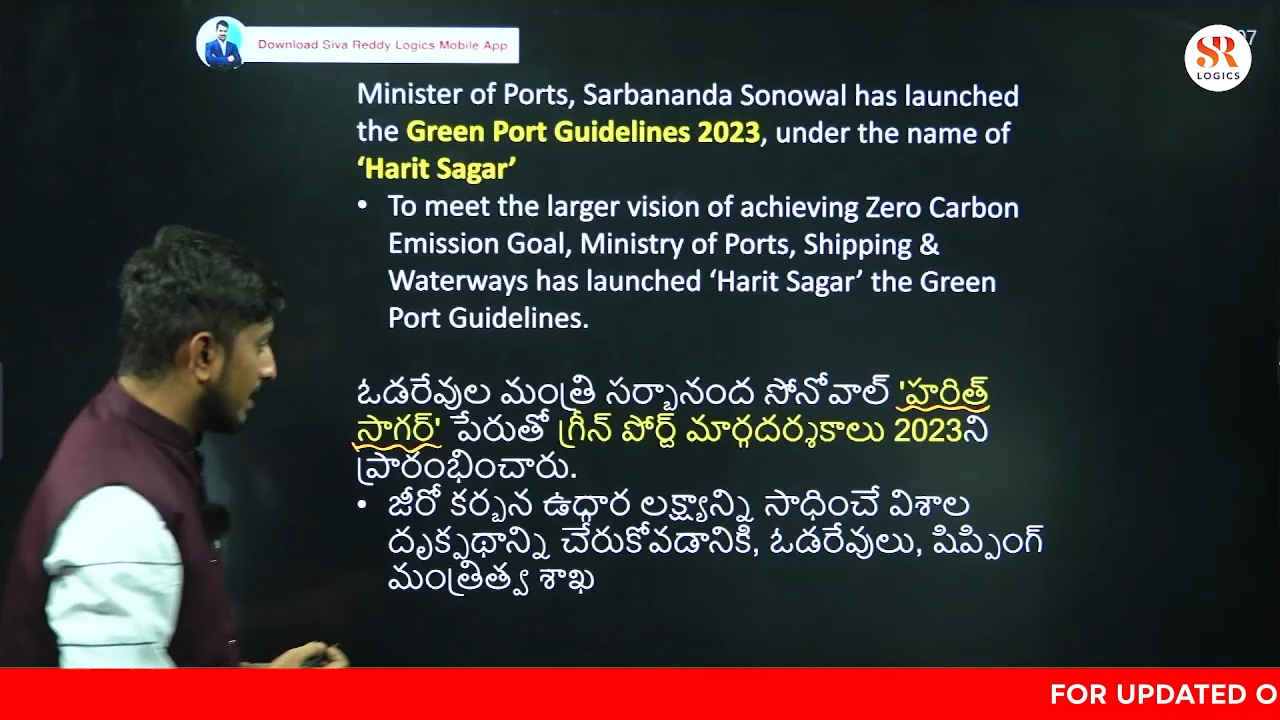 Download Siva Reddy Logics Mobile App
SR
LOGICS
07
Minister of Ports, Sarbananda Sonowal has launched
the Green Port Guidelines 2023, under the name of
‘Harit Sagar’
• To meet the larger vision of achieving Zero Carbon
Emission Goal, Ministry of Ports, Shipping &
Waterways has launched ‘Harit Sagar’ the Green
Port Guidelines.
ఓడరేవుల మంత్రి సర్బానంద సోనోవాల్ 'హరిత్
సాగర్' పేరుతో గ్రీన్ పోర్ట్ మార్గదర్శకాలు 2023ని
ప్రారంభించారు.
• జీరో కర్బన ఉద్గార లక్ష్యాన్ని సాధించే విశాల
దృక్పథాన్ని చేరుకోవడానికి, ఓడరేవులు, షిప్పింగ్
మంత్రిత్వ శాఖ
FOR UPDATED O